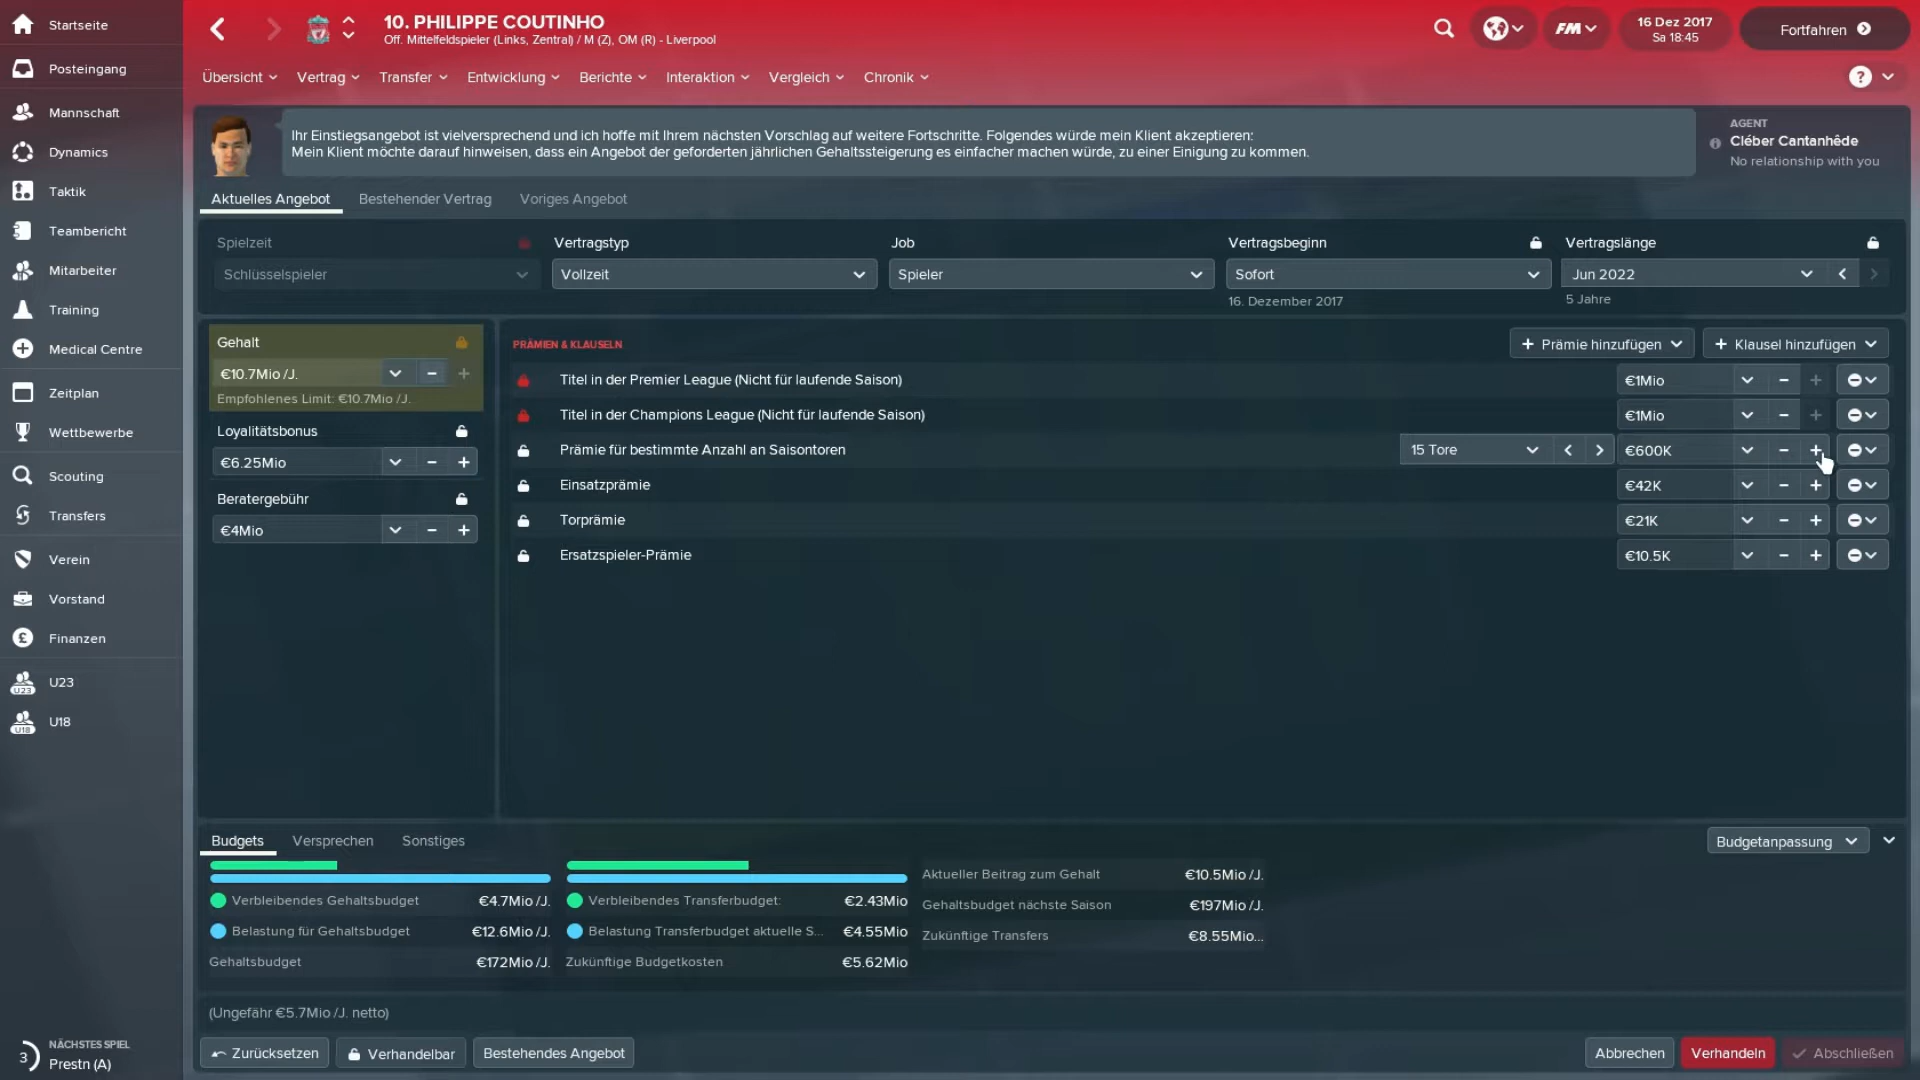 Startseite
Posteingang
Mannschaft
Dynamics
Taktik
Teambericht
Mitarbeiter
Training
Medical Centre
Zeitplan
Wettbewerbe
Scouting
Transfers
Verein
Vorstand
Finanzen
U23
U23
U18
U18
3
NÄCHSTES SPIEL
Prestn (A)
10. PHILIPPE COUTINHO
Off. Mittelfeldspieler (Links, Zentral) / M (Z), OM (R) - Liverpool
FM
16 Dez 2017
Sa 18:45
Fortfahren
Übersicht Vertrag Transfer Entwicklung Berichte Interaktion Vergleich Chronik
?
Ihr Einstiegsangebot ist vielversprechend und ich hoffe mit Ihrem nächsten Vorschlag auf weitere Fortschritte. Folgendes würde mein Klient akzeptieren:
Mein Klient möchte darauf hinweisen, dass ein Angebot der geforderten jährlichen Gehaltssteigerung es einfacher machen würde, zu einer Einigung zu kommen.
AGENT
Cléber Cantanhêde
No relationship with you
Aktuelles Angebot Bestehender Vertrag Voriges Angebot
Spielzeit Vertragstyp Job Vertragsbeginn Vertragslänge
Schlüsselspieler Vollzeit Spieler Sofort Jun 2022
16. Dezember 2017 5 Jahre
Gehalt
€10.7Mio /J. - +
Empfohlenes Limit: €10.7Mio /J.
Loyalitätsbonus
€6.25Mio - +
Beratergebühr
€4Mio - +
PRÄMIEN & KLAUSELN + Prämie hinzufügen + Klausel hinzufügen
Titel in der Premier League (Nicht für laufende Saison) €1Mio - +
Titel in der Champions League (Nicht für laufende Saison) €1Mio - +
Prämie für bestimmte Anzahl an Saisontoren 15 Tore €600K - +
Einsatzprämie €42K - +
Torprämie €21K - +
Ersatzspieler-Prämie €10.5K - +
Budgets Versprechen Sonstiges Budgetanpassung
Verbleibendes Gehaltsbudget €4.7Mio /J.
Belastung für Gehaltsbudget €12.6Mio /J.
Gehaltsbudget €172Mio /J.
Verbleibendes Transferbudget: €2.43Mio
Belastung Transferbudget aktuelle S... €4.55Mio
Zukünftige Budgetkosten €5.62Mio
Aktueller Beitrag zum Gehalt €10.5Mio /J.
Gehaltsbudget nächste Saison €197Mio /J.
Zukünftige Transfers €8.55Mio...
(Ungefähr €5.7Mio /J. netto)
Zurücksetzen Verhandelbar Bestehendes Angebot Abbrechen Verhandeln Abschließen